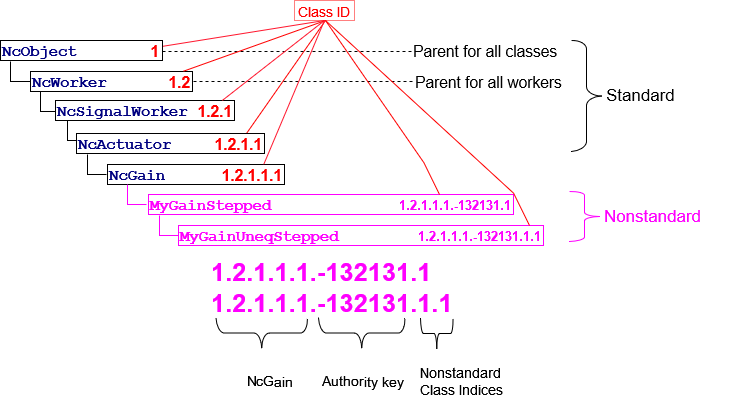 Class ID
NcObject 1 Parent for all classes
NcWorker 1.2 Parent for all workers
Standard
NcSignalWorker 1.2.1
NcActuator 1.2.1.1
NcGain 1.2.1.1.1
MyGainStepped 1.2.1.1.1.-132131.1
Nonstandard
MyGainUneqStepped 1.2.1.1.1.-132131.1.1
1.2.1.1.1.-132131.1
1.2.1.1.1.-132131.1.1
NcGain Authority key Nonstandard
Class Indices